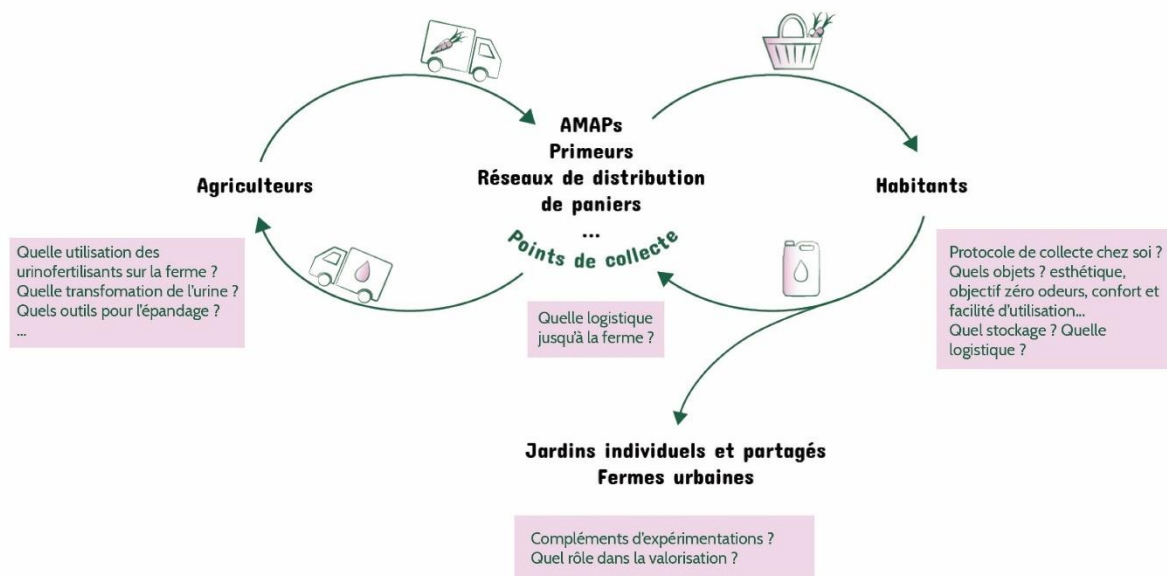 AMAPs
Primeurs
Réseaux de distribution
de paniers
...
Points de collecte
Agriculteurs
Habitants
Quelle utilisation des
urinofertilisants sur la ferme ?
Quelle transfomation de l'urine ?
Quels outils pour l'épandage ?
...
Quelle logistique
jusqu'à la ferme ?
Protocole de collecte chez soi ?
Quels objets ? esthétique,
objectif zéro odeurs, confort et
facilité d'utilisation...
Quel stockage ? Quelle
logistique ?
Jardins individuels et partagés
Fermes urbaines
Compléments d'expérimentations ?
Quel rôle dans la valorisation ?